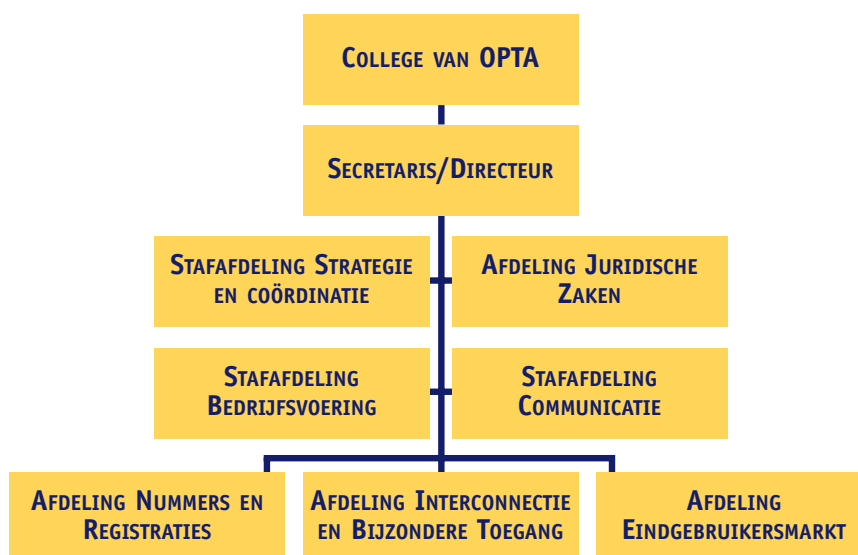 College van OPTA
Secretaris/Directeur
Stafafdeling Strategie
en coördinatie
Afdeling Juridische
Zaken
Stafafdeling
Bedrijfsvoering
Stafafdeling
Communicatie
Afdeling Nummers en
Registraties
Afdeling Interconnectie
en Bijzondere Toegang
Afdeling
Eindgebruikersmarkt